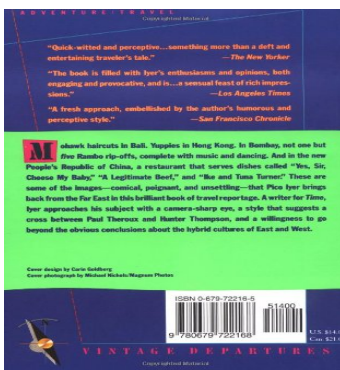 ADVENTURE/TRAVEL
Copyrighted Material
"Quick-witted and perceptive...something more than a deft and
entertaining traveler's tale." —The New Yorker
"The book is filled with Iyer's enthusiasms and opinions, both
engaging and provocative, and is...a sensual feast of rich impres-
sions." —Los Angeles Times
"A fresh approach, embellished by the author's humorous and
perceptive style." —San Francisco Chronicle
Mohawk haircuts in Bali. Yuppies in Hong Kong. In Bombay, not one but
five Rambo rip-offs, complete with music and dancing. And in the new
People's Republic of China, a restaurant that serves dishes called "Yes, Sir,
Cheese My Baby," "A Legitimate Beef," and "Ike and Tuna Turner." These are
some of the images—comical, poignant, and unsettling—that Pico Iyer brings
back from the Far East in this brilliant book of travel reportage. A writer for Time,
Iyer approaches his subject with a camera-sharp eye, a style that suggests a
cross between Paul Theroux and Hunter Thompson, and a willingness to go
beyond the obvious conclusions about the hybrid cultures of East and West.
Cover design by Carin Goldberg
Cover photograph by Michael Nichols/Magnum Photos
ISBN 0-679-72216-5
51400
9 780679 722168
U.S. $14.
Can. $21.
VINTAGE DEPARTURES
Copyrighted Material